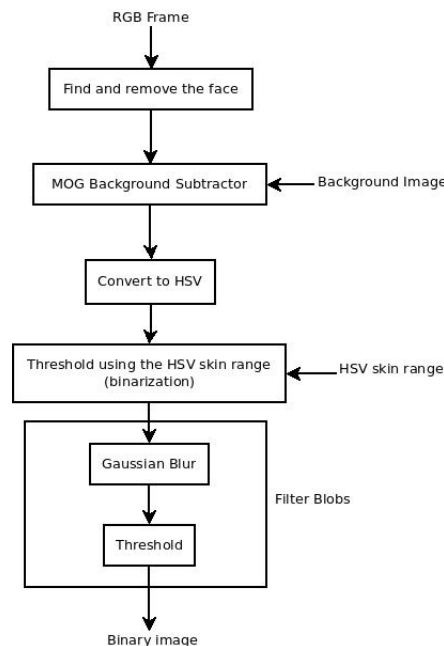 RGB Frame
Find and remove the face
MOG Background Subtractor
Background Image
Convert to HSV
Threshold using the HSV skin range
(binarization)
HSV skin range
Gaussian Blur
Filter Blobs
Threshold
Binary image